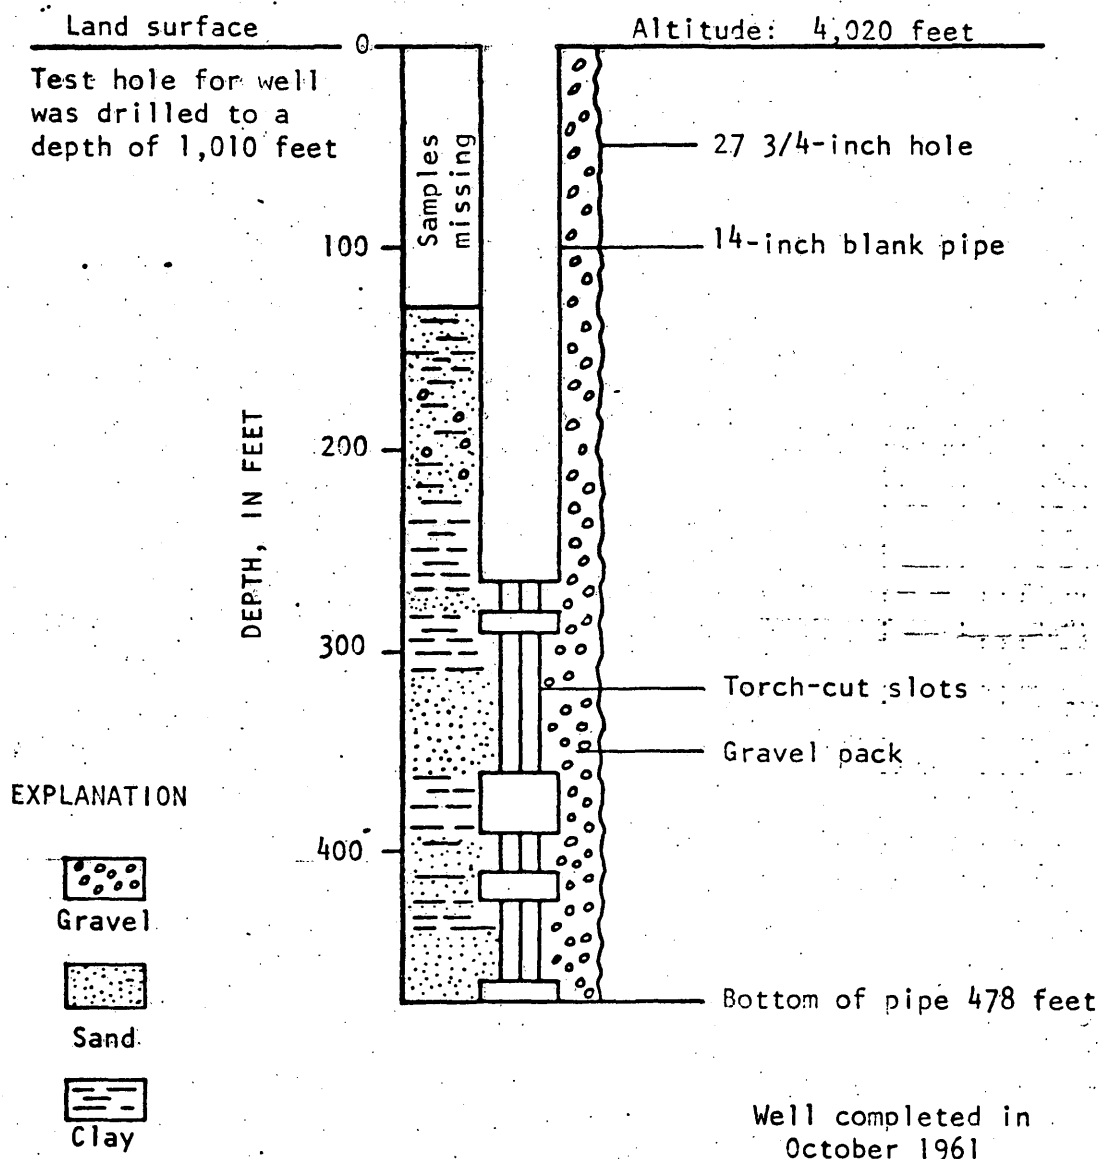 Land surface
Altitude: 4,020 feet
0
Test hole for well
was drilled to a
depth of 1,010 feet
Samples
missing
27 3/4-inch hole
100
14-inch blank pipe
200
DEPTH, IN FEET
300
Torch-cut slots
Gravel pack
EXPLANATION
400
Gravel
Bottom of pipe 478 feet
Sand
Clay
Well completed in
October 1961